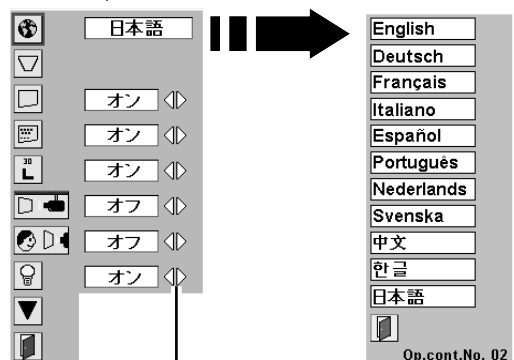 日本語
オン
オン
30
L
オン
オフ
オフ
オン
English
Deutsch
Français
Italiano
Español
Português
Nederlands
Svenska
中文
한글
日本語
Op.cont.No. 02